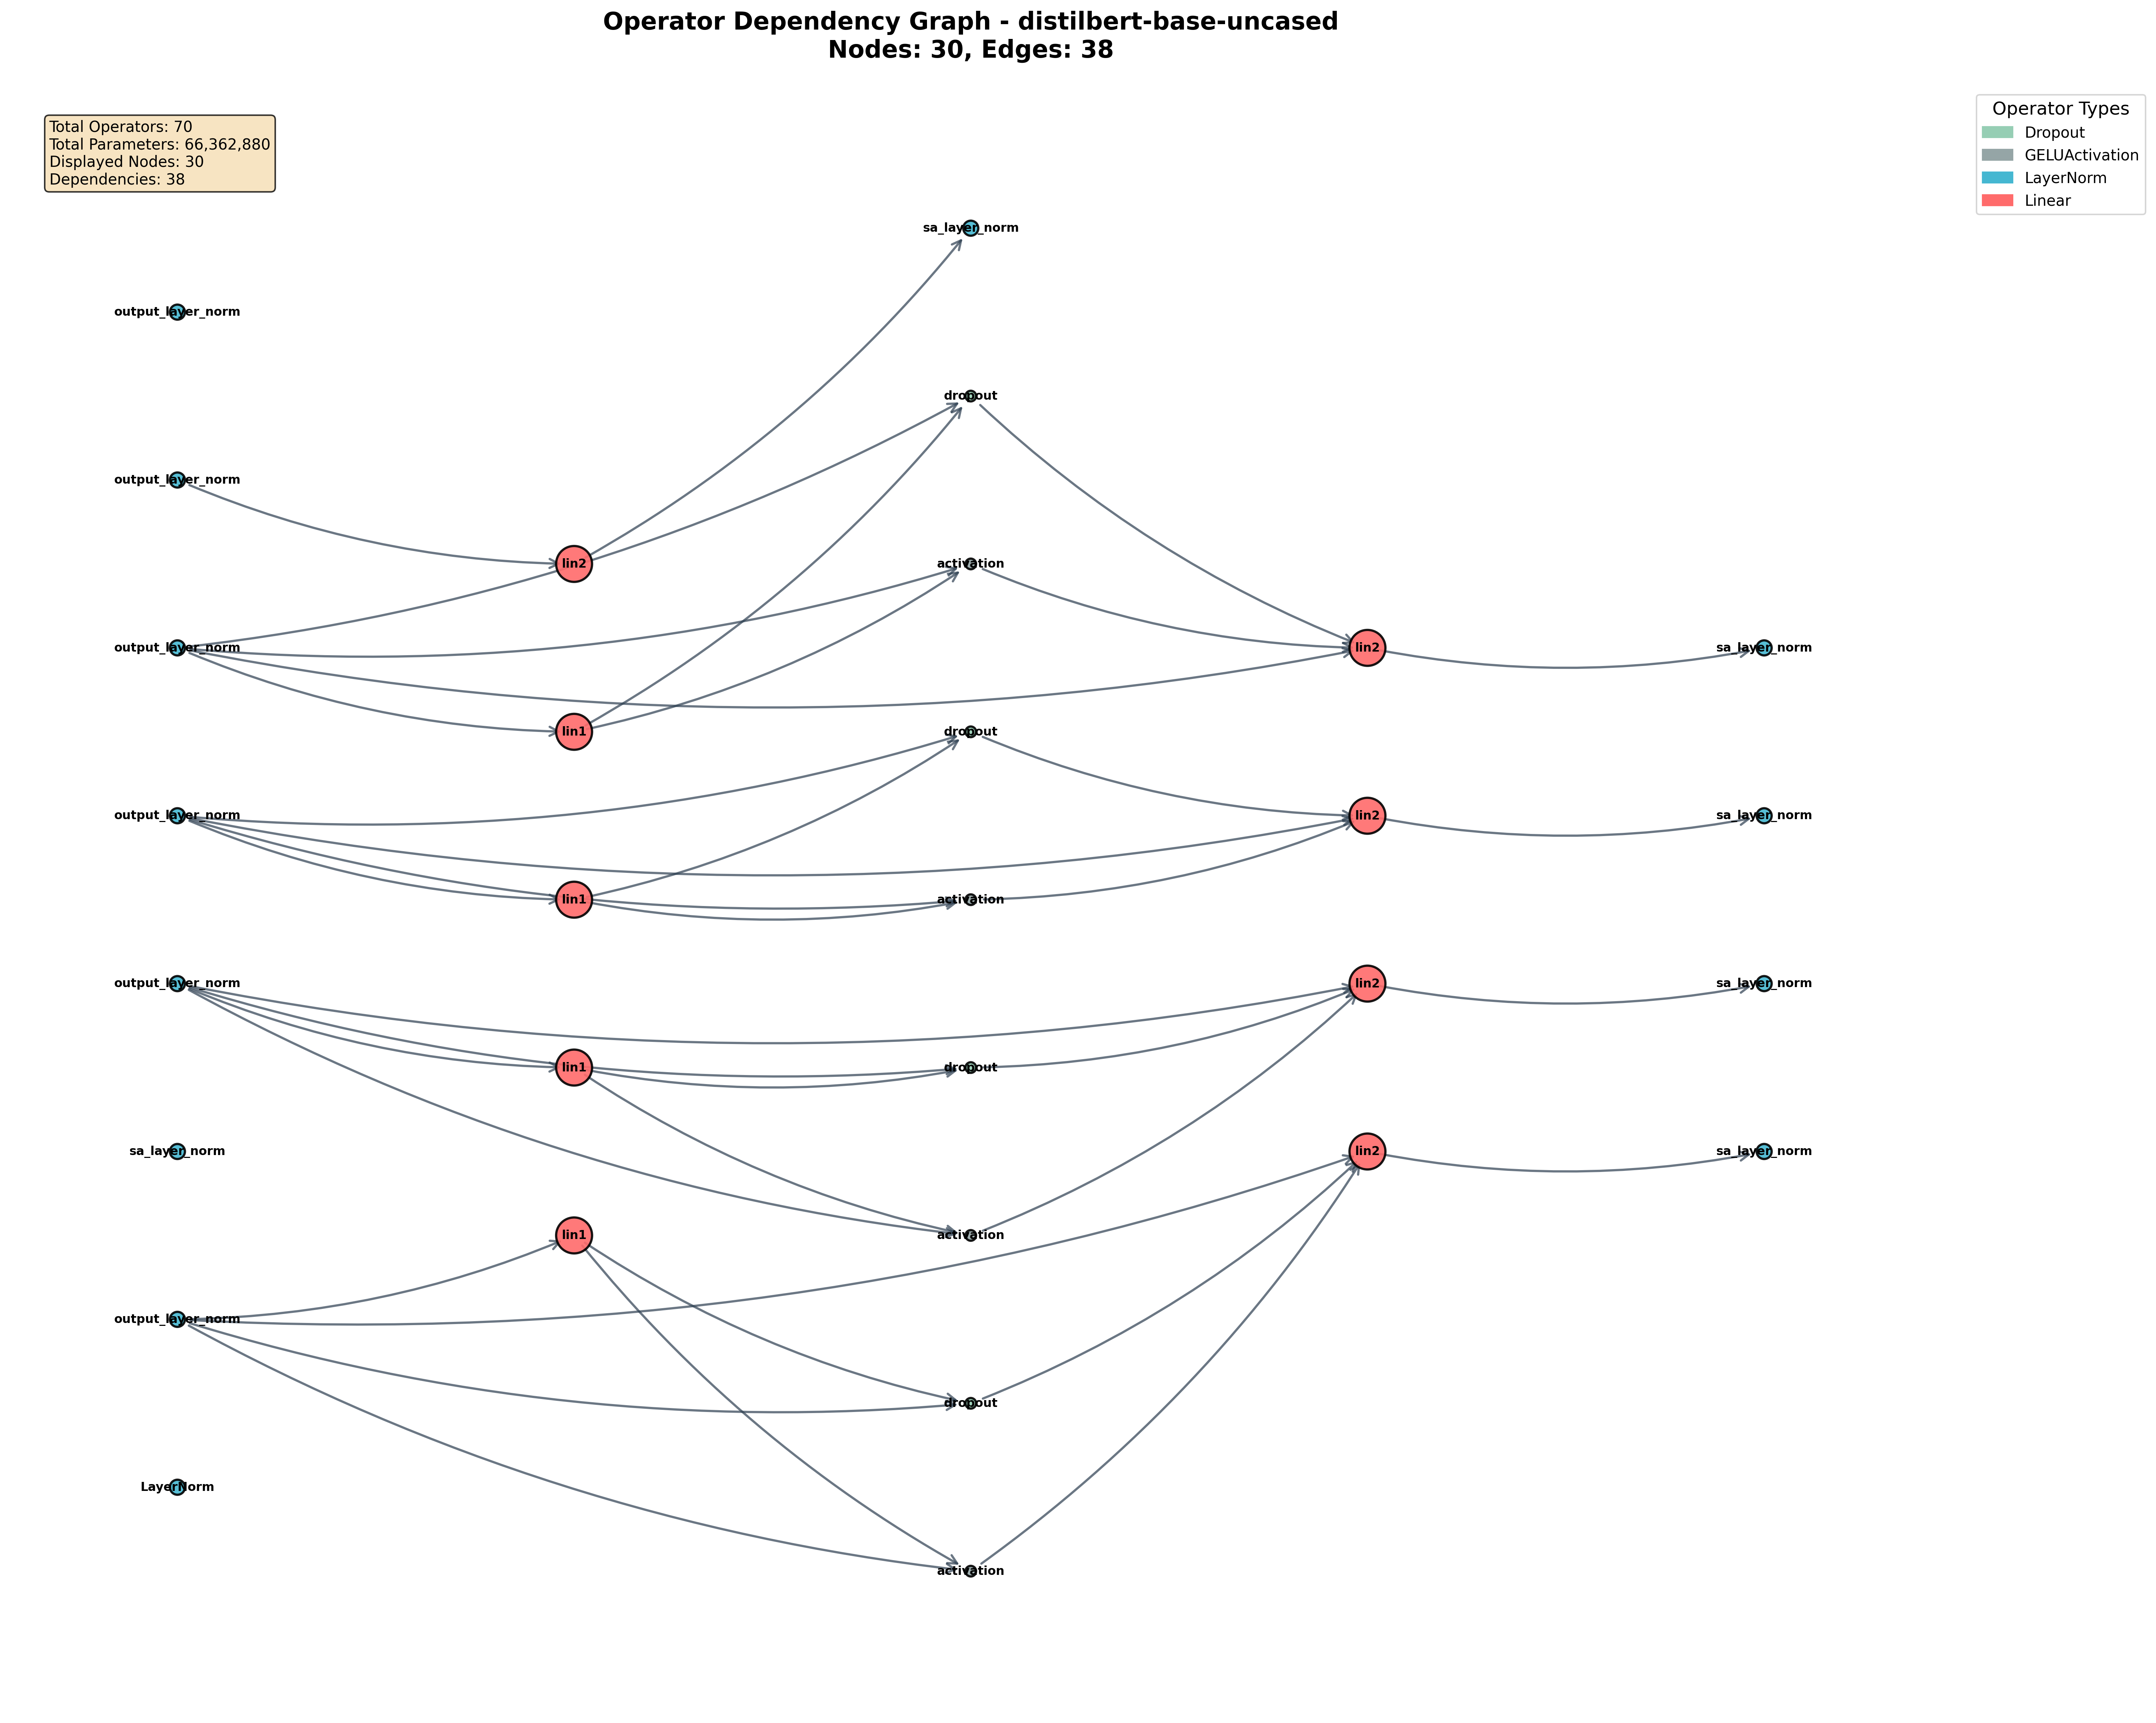 Operator Dependency Graph - distilbert-base-uncased
Nodes: 30, Edges: 38
Total Operators: 70
Total Parameters: 66,362,880
Displayed Nodes: 30
Dependencies: 38
Operator Types
Dropout
GELUActivation
LayerNorm
Linear
sa_layer_norm
output_layer_norm
dropout
output_layer_norm
lin2
activation
output_layer_norm
lin2
sa_layer_norm
lin1
dropout
output_layer_norm
lin2
sa_layer_norm
lin1
activation
output_layer_norm
lin2
sa_layer_norm
lin1
dropout
sa_layer_norm
lin2
sa_layer_norm
lin1
activation
output_layer_norm
dropout
LayerNorm
activation